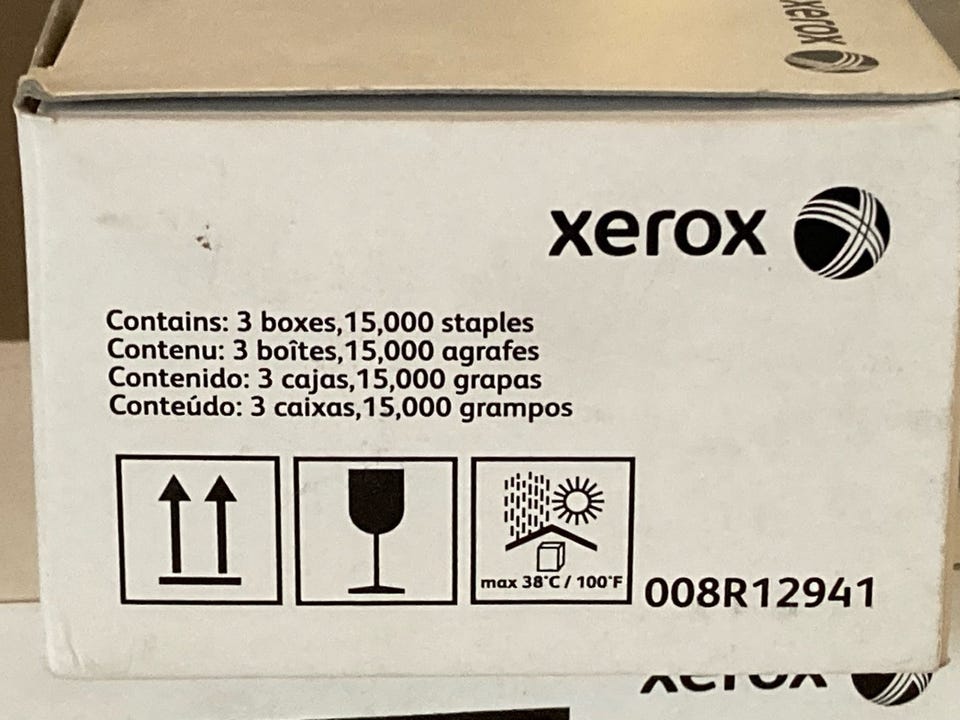 xerox
xerox
Contains: 3 boxes,15,000 staples
Contenu: 3 boîtes,15,000 agrafes
Contenido: 3 cajas,15,000 grapas
Conteúdo: 3 caixas,15,000 grampos
max 38°C / 100°F
008R12941
xerox